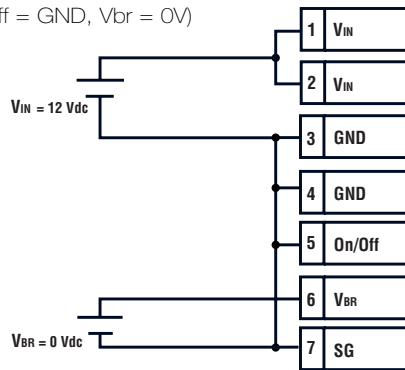 ff = GND, Vbr = 0V)
1 VIN
2 VIN
VIN = 12 Vdc
3 GND
4 GND
5 On/Off
6 VBR
VBR = 0 Vdc
7 SG